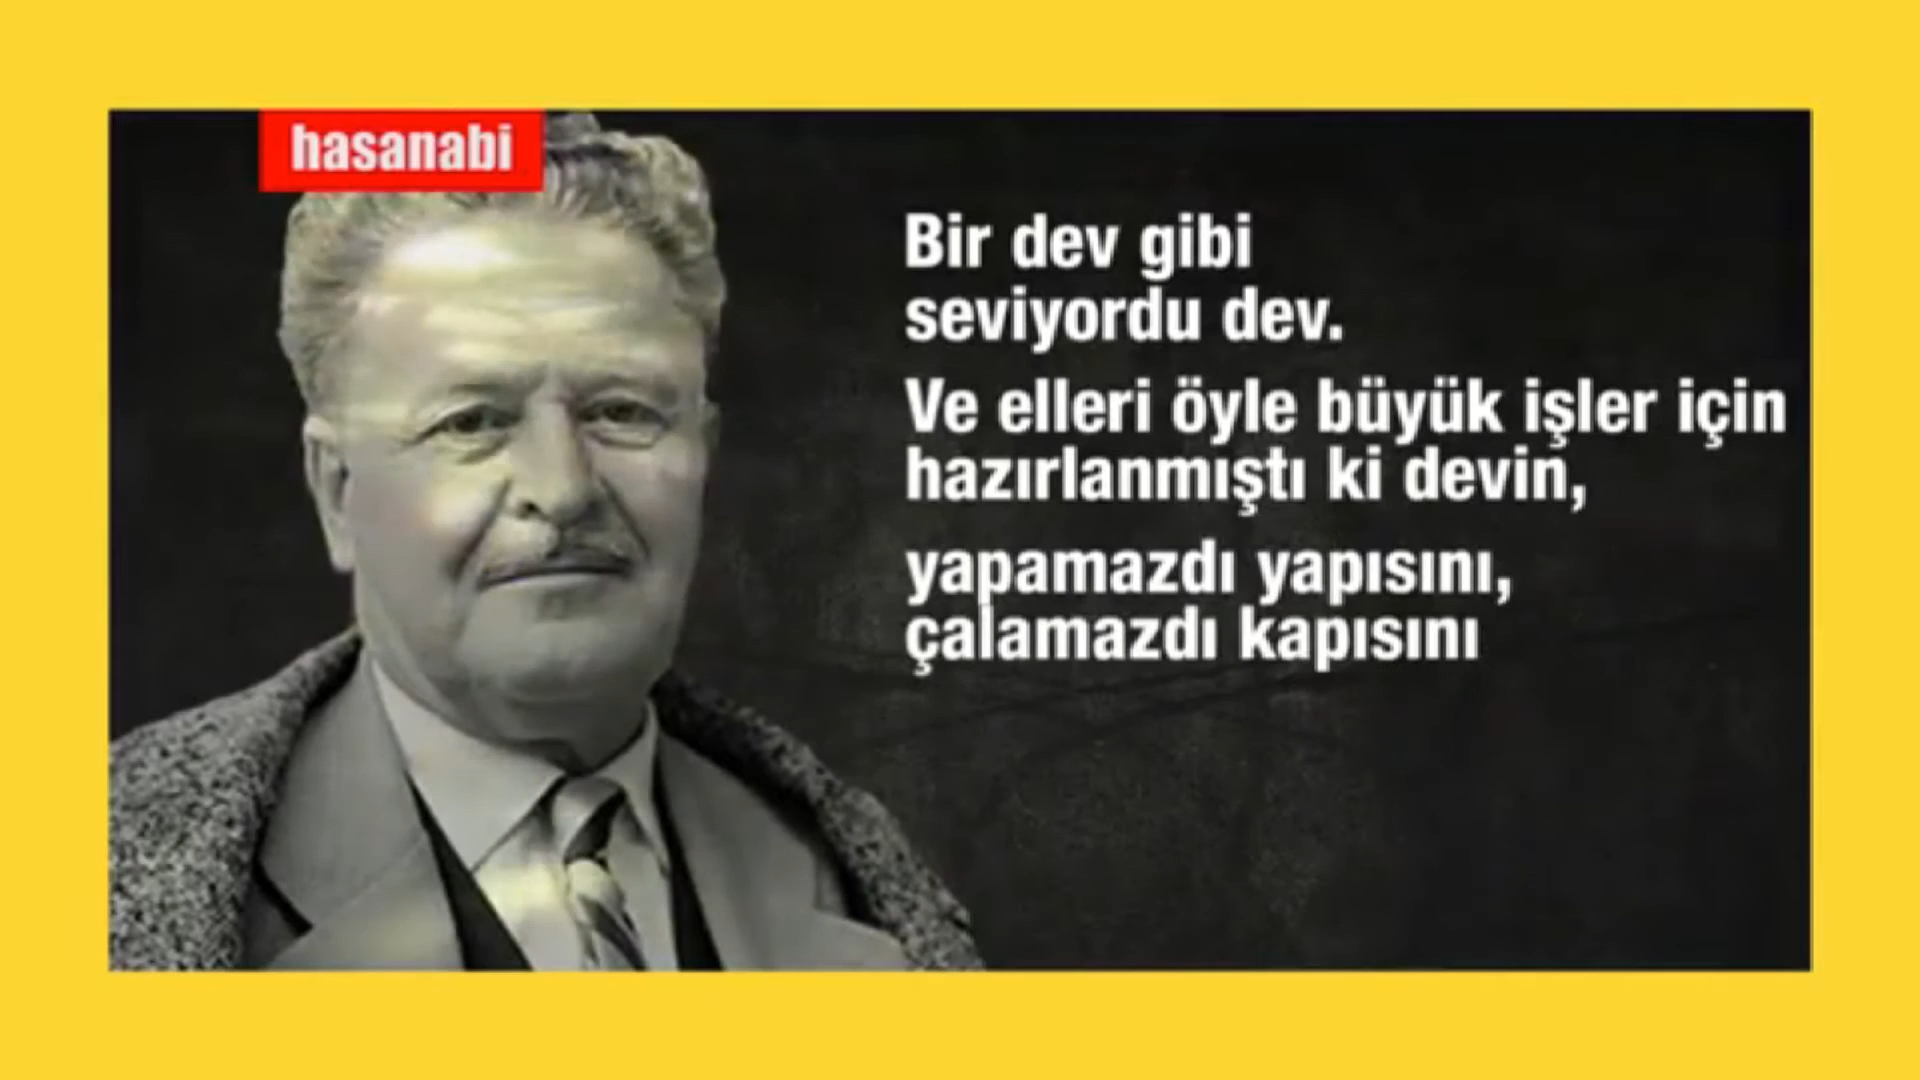 hasanabi
Bir dev gibi
seviyordu dev.
Ve elleri öyle büyük işler için
hazırlanmıştı ki devin,
yapamazdı yapısını,
çalamazdı kapısını